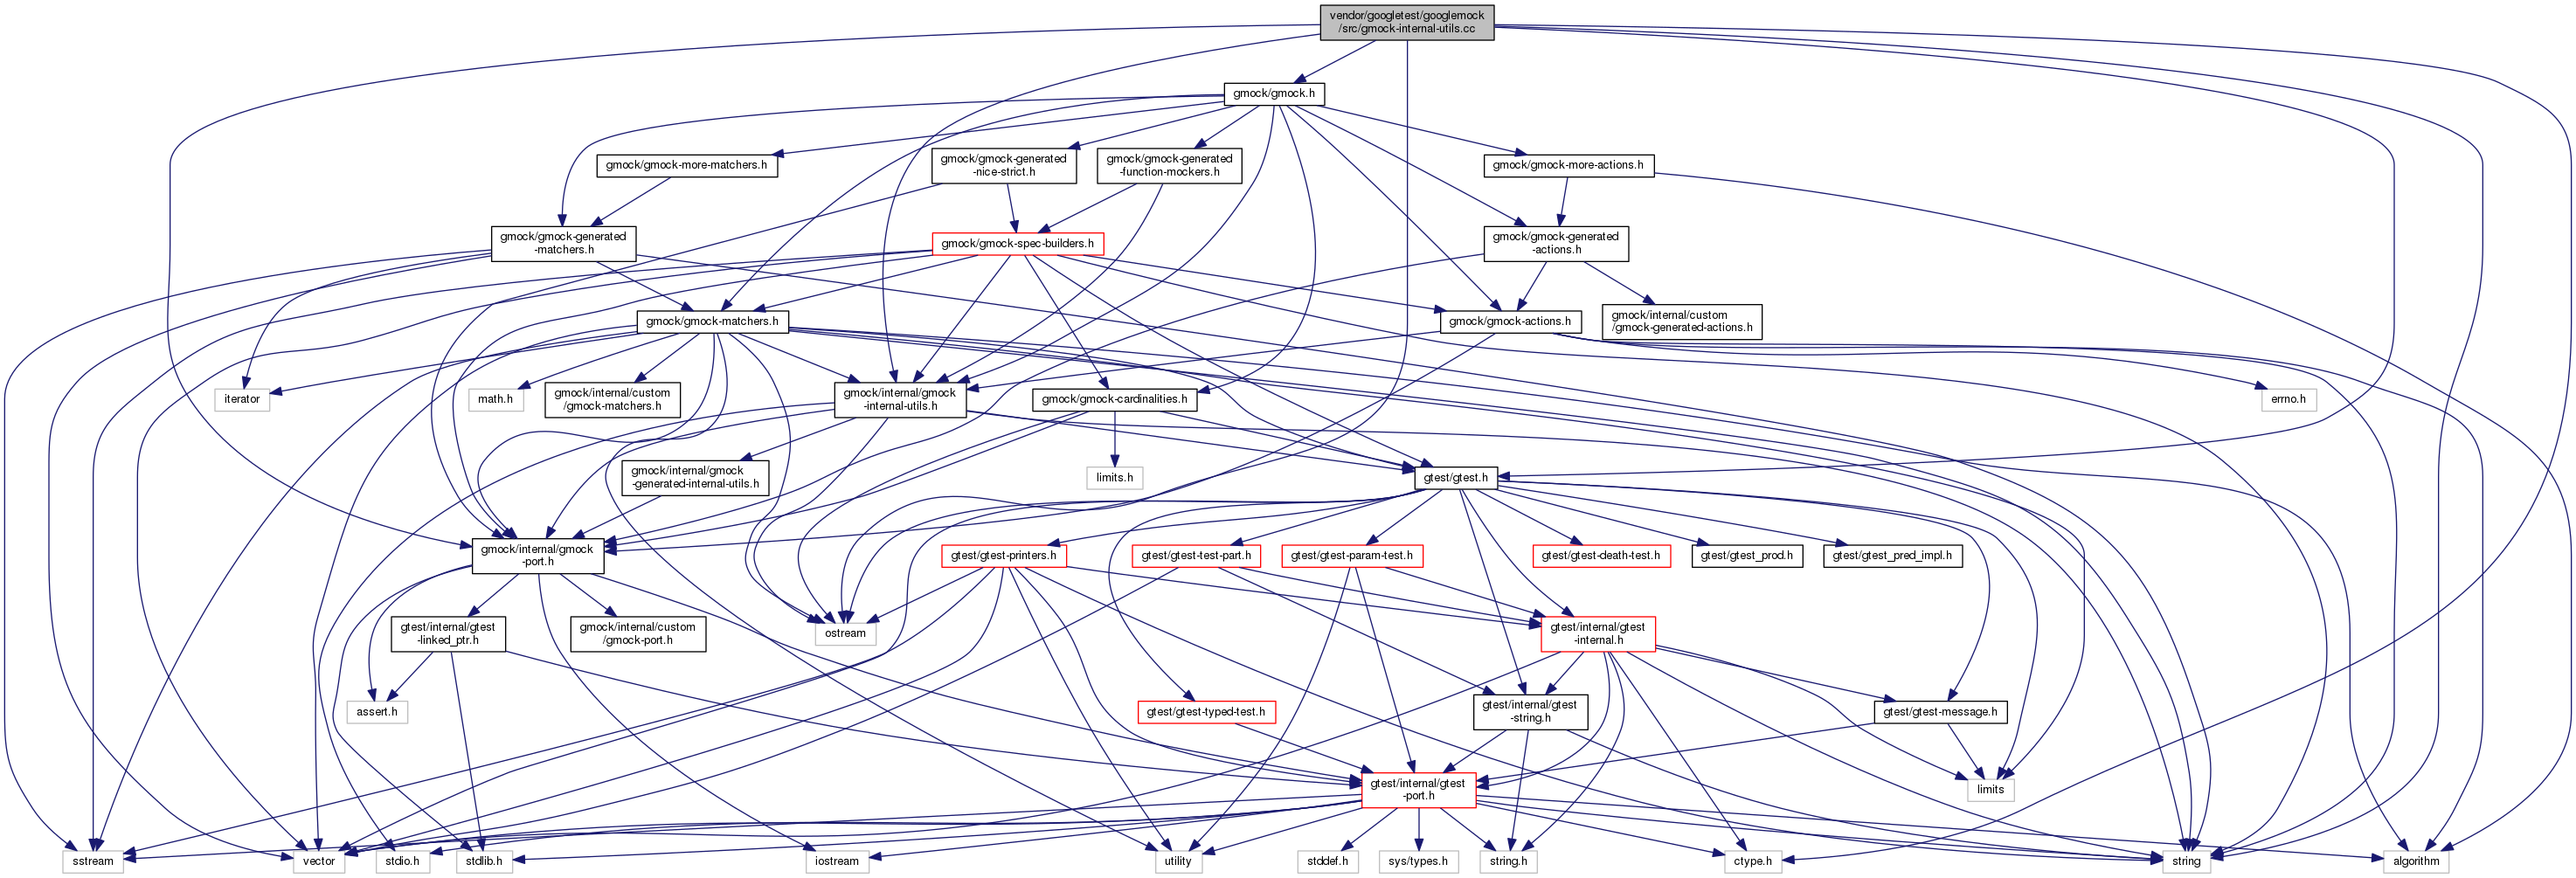 vendor/googletest/googlemock
/src/gmock-internal-utils.cc
gmock/gmock.h
gmock/gmock-more-matchers.h
gmock/gmock-generated
-nice-strict.h
gmock/gmock-generated
-function-mockers.h
gmock/gmock-more-actions.h
gmock/gmock-generated
-matchers.h
gmock/gmock-spec-builders.h
gmock/gmock-generated
-actions.h
gmock/gmock-matchers.h
gmock/gmock-actions.h
gmock/internal/custom
/gmock-generated-actions.h
iterator
math.h
gmock/internal/custom
/gmock-matchers.h
gmock/internal/gmock
-internal-utils.h
gmock/gmock-cardinalities.h
errno.h
gmock/internal/gmock
-generated-internal-utils.h
limits.h
gtest/gtest.h
gmock/internal/gmock
-port.h
gtest/gtest-printers.h
gtest/gtest-test-part.h
gtest/gtest-param-test.h
gtest/gtest-death-test.h
gtest/gtest_prod.h
gtest/gtest_pred_impl.h
gtest/internal/gtest
-linked_ptr.h
gmock/internal/custom
/gmock-port.h
ostream
gtest/internal/gtest
-internal.h
assert.h
gtest/gtest-typed-test.h
gtest/internal/gtest
-string.h
gtest/gtest-message.h
gtest/internal/gtest
-port.h
limits
sstream
vector
stdio.h
stdlib.h
iostream
utility
stddef.h
sys/types.h
string.h
ctype.h
string
algorithm